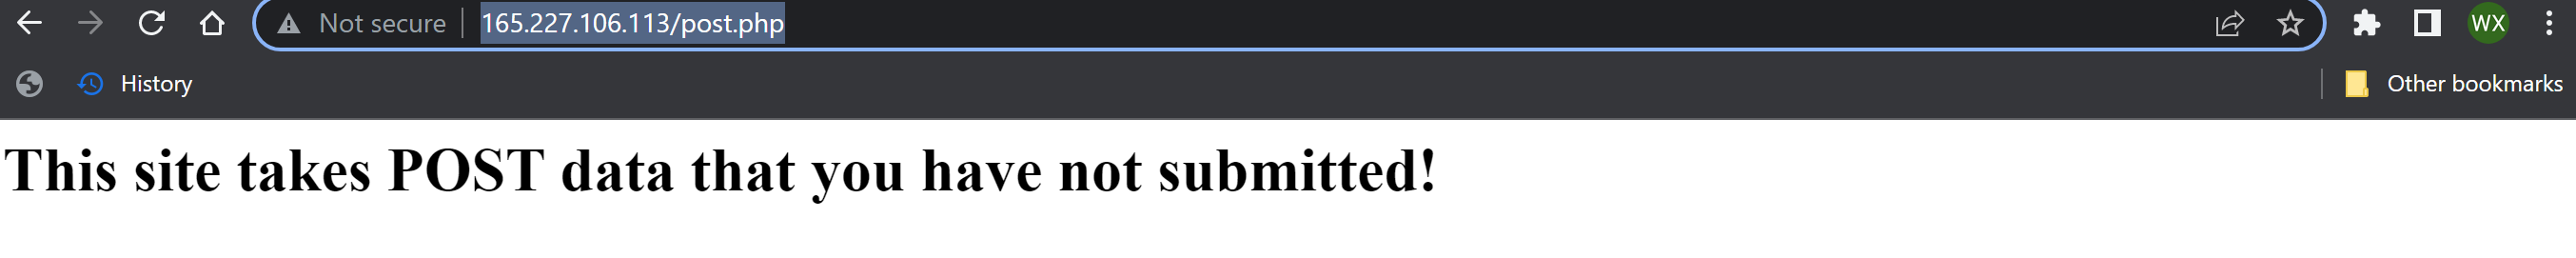 Not secure 165.227.106.113/post.php WX
History Other bookmarks
This site takes POST data that you have not submitted!